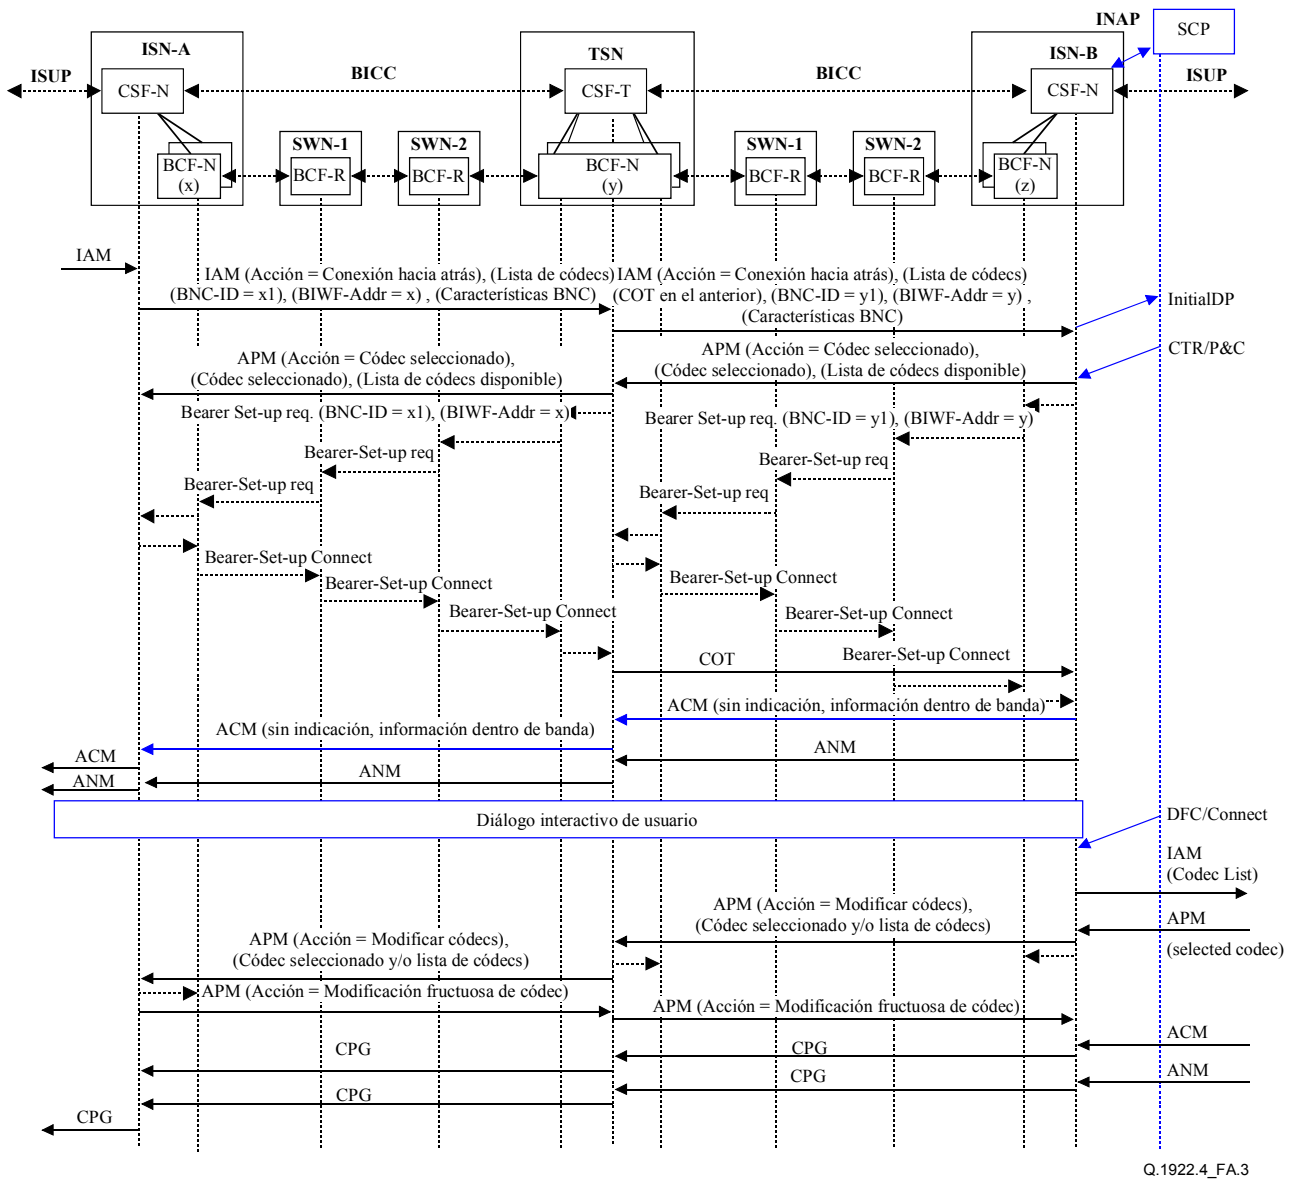 INAP
SCP
ISN-A
TSN
ISN-B
ISUP
BICC
BICC
ISUP
CSF-N
CSF-T
CSF-N
SWN-1
SWN-2
SWN-1
SWN-2
BCF-N
(x)
BCF-R
BCF-R
BCF-N
(y)
BCF-R
BCF-R
BCF-N
(z)
IAM
IAM (Acción = Conexión hacia atrás), (Lista de códecs)
(BNC-ID = x1), (BIWF-Addr = x) , (Características BNC)
IAM (Acción = Conexión hacia atrás), (Lista de códecs)
(COT en el anterior), (BNC-ID = y1), (BIWF-Addr = y) ,
(Características BNC)
InitialDP
CTR/P&C
APM (Acción = Códec seleccionado),
(Códec seleccionado), (Lista de códecs disponible)
APM (Acción = Códec seleccionado),
(Códec seleccionado), (Lista de códecs disponible)
Bearer Set-up req. (BNC-ID = x1), (BIWF-Addr = x)
Bearer Set-up req. (BNC-ID = y1), (BIWF-Addr = y)
Bearer-Set-up req
Bearer-Set-up req
Bearer-Set-up req
Bearer-Set-up req
Bearer-Set-up Connect
Bearer-Set-up Connect
Bearer-Set-up Connect
Bearer-Set-up Connect
Bearer-Set-up Connect
COT
Bearer-Set-up Connect
ACM (sin indicación, información dentro de banda)
ACM (sin indicación, información dentro de banda)
ACM
ANM
ANM
ANM
Diálogo interactivo de usuario
DFC/Connect
IAM
(Codec List)
APM (Acción = Modificar códecs),
(Códec seleccionado y/o lista de códecs)
APM
(selected codec)
APM (Acción = Modificar códecs),
(Códec seleccionado y/o lista de códecs)
APM (Acción = Modificación fructuosa de códec)
APM (Acción = Modificación fructuosa de códec)
ACM
CPG
CPG
ANM
CPG
CPG
CPG
Q.1922.4_FA.3